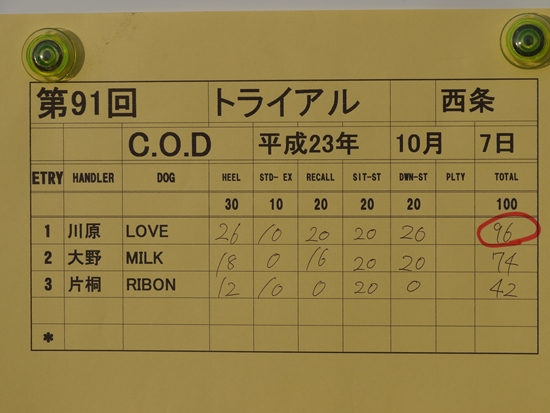 第91回 トライアル 西条
C.O.D 平成23年 10月 7日
ETRY HANDLER DOG HEEL STD- EX RECALL SIT-ST DWN-ST PLTY TOTAL
30 10 20 20 20 100
1 川原 LOVE 26 10 20 20 20 96
2 大野 MILK 18 0 16 20 20 74
3 片桐 RIBON 12 10 0 20 0 42
*